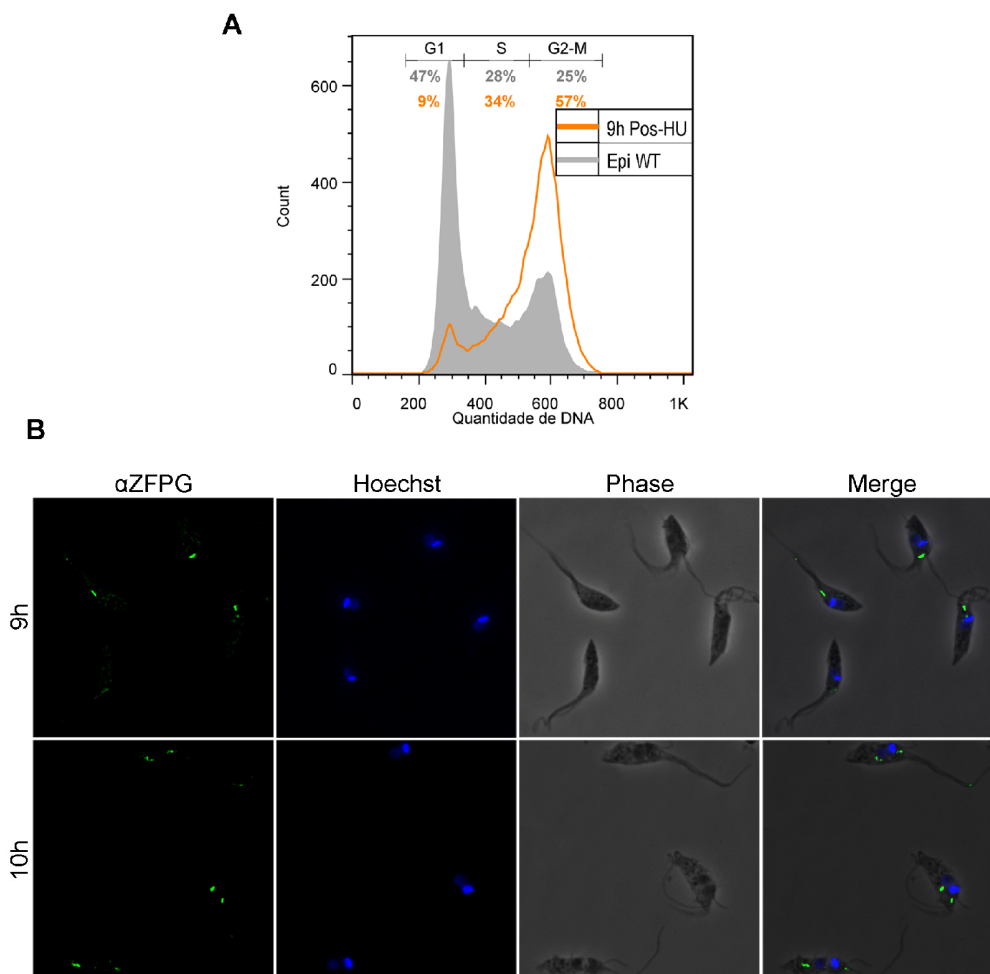 A
G1 S G2-M
47% 28% 25%
9% 34% 57%
9h Pos-HU
Epi WT
Count
600
400
200
0
0 200 400 600 800 1K
Quantidade de DNA
B
αZFPG Hoechst Phase Merge
9h
10h